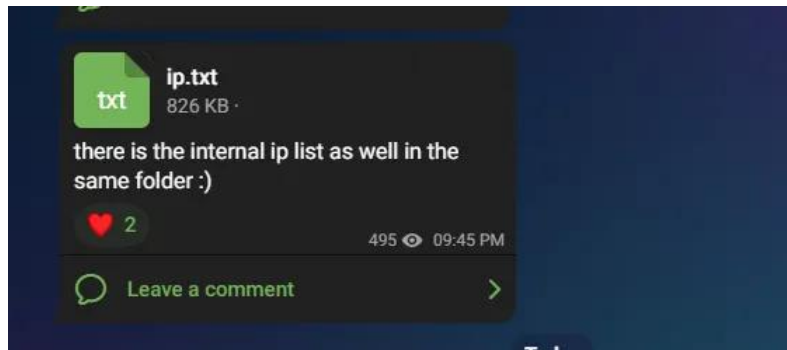 ip.txt
txt
826 KB ·
there is the internal ip list as well in the
same folder :)
2
495 09:45 PM
Leave a comment